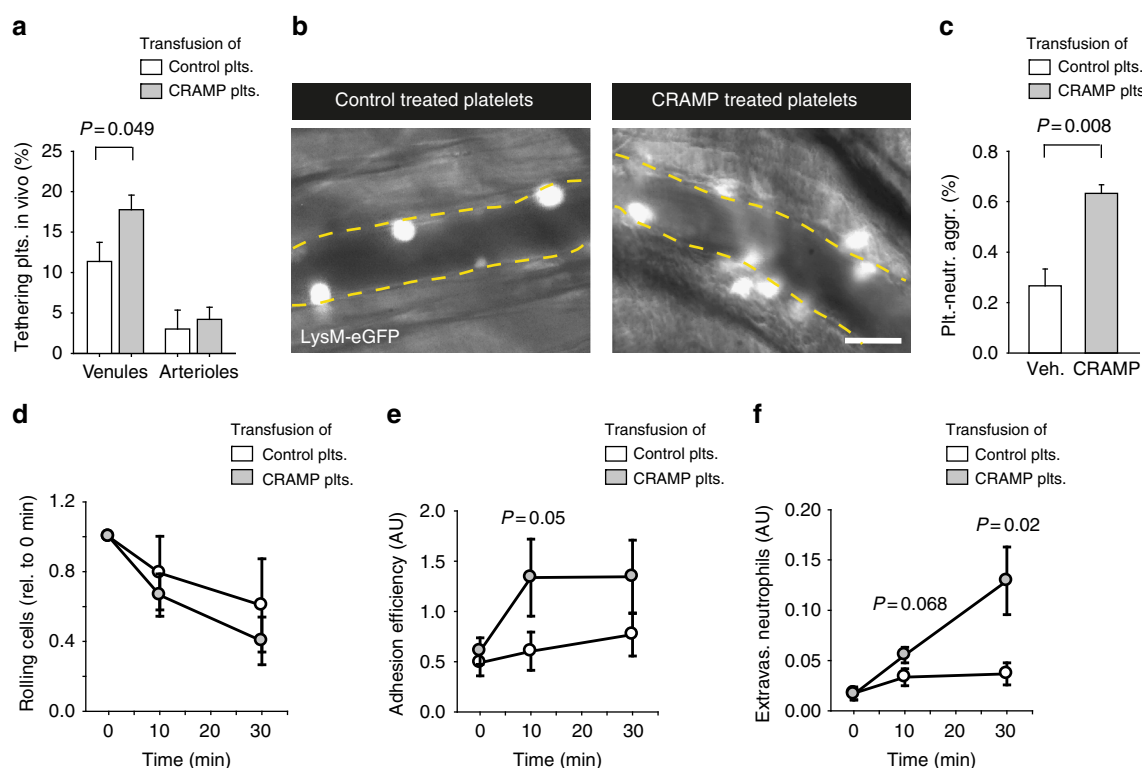 a
Transfusion of
Control plts.
CRAMP plts.
P=0.049
25
20
15
10
5
0
Tethering plts. in vivo (%)
Venules
Arterioles
b
Control treated platelets
CRAMP treated platelets
LysM-eGFP
c
Transfusion of
Control plts.
CRAMP plts.
P=0.008
0.8
0.6
0.4
0.2
0.0
Plt.-neutr. aggr. (%)
Veh.
CRAMP
d
Transfusion of
Control plts.
CRAMP plts.
1.2
0.8
0.4
0.0
Rolling cells (rel. to 0 min)
0 10 20 30
Time (min)
e
Transfusion of
Control plts.
CRAMP plts.
P=0.05
2.0
1.5
1.0
0.5
0.0
Adhesion efficiency (AU)
0 10 20 30
Time (min)
f
Transfusion of
Control plts.
CRAMP plts.
P=0.02
P=0.068
0.20
0.15
0.10
0.05
0.00
Extravas. neutrophils (AU)
0 10 20 30
Time (min)